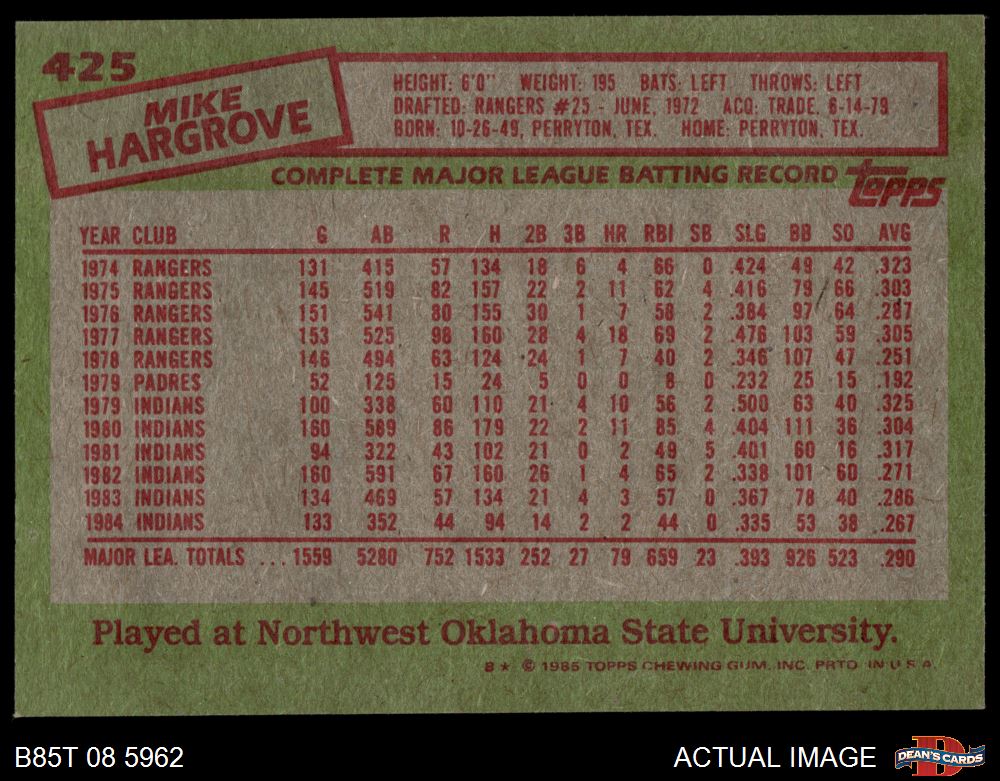 425
MIKE
HARGROVE
HEIGHT: 6'0" WEIGHT: 195 BATS: LEFT THROWS: LEFT
DRAFTED: RANGERS #25 - JUNE, 1972 ACQ: TRADE, 6-14-79
BORN: 10-26-49, PERRYTON, TEX. HOME: PERRYTON, TEX.
COMPLETE MAJOR LEAGUE BATTING RECORD topps
YEAR CLUB G AB R H 2B 3B HR RBI SB SLG BB SO AVG
1974 RANGERS 131 415 57 134 18 6 4 66 0 .424 49 42 .323
1975 RANGERS 145 519 82 157 22 2 11 62 4 .416 79 66 .303
1976 RANGERS 151 541 80 155 30 1 7 58 2 .384 97 64 .287
1977 RANGERS 153 525 98 160 28 4 18 69 2 .476 103 59 .305
1978 RANGERS 146 494 63 124 24 1 7 40 2 .346 107 47 .251
1979 PADRES 52 125 15 24 5 0 0 8 0 .232 25 15 .192
1979 INDIANS 100 338 60 110 21 4 10 56 2 .500 63 40 .325
1980 INDIANS 160 589 86 179 22 2 11 85 4 .404 111 36 .304
1981 INDIANS 94 322 43 102 21 0 2 49 5 .401 60 16 .317
1982 INDIANS 160 591 67 160 26 1 4 65 2 .338 101 60 .271
1983 INDIANS 134 469 57 134 21 4 3 57 0 .367 78 40 .286
1984 INDIANS 133 352 44 94 14 2 2 44 0 .335 53 38 .267
MAJOR LEA. TOTALS ... 1559 5280 752 1533 252 27 79 659 23 .393 926 523 .290
Played at Northwest Oklahoma State University.
B★ © 1985 TOPPS CHEWING GUM, INC. PRTD. IN U.S.A.
B85T 08 5962 ACTUAL IMAGE D DEAN'S CARDS